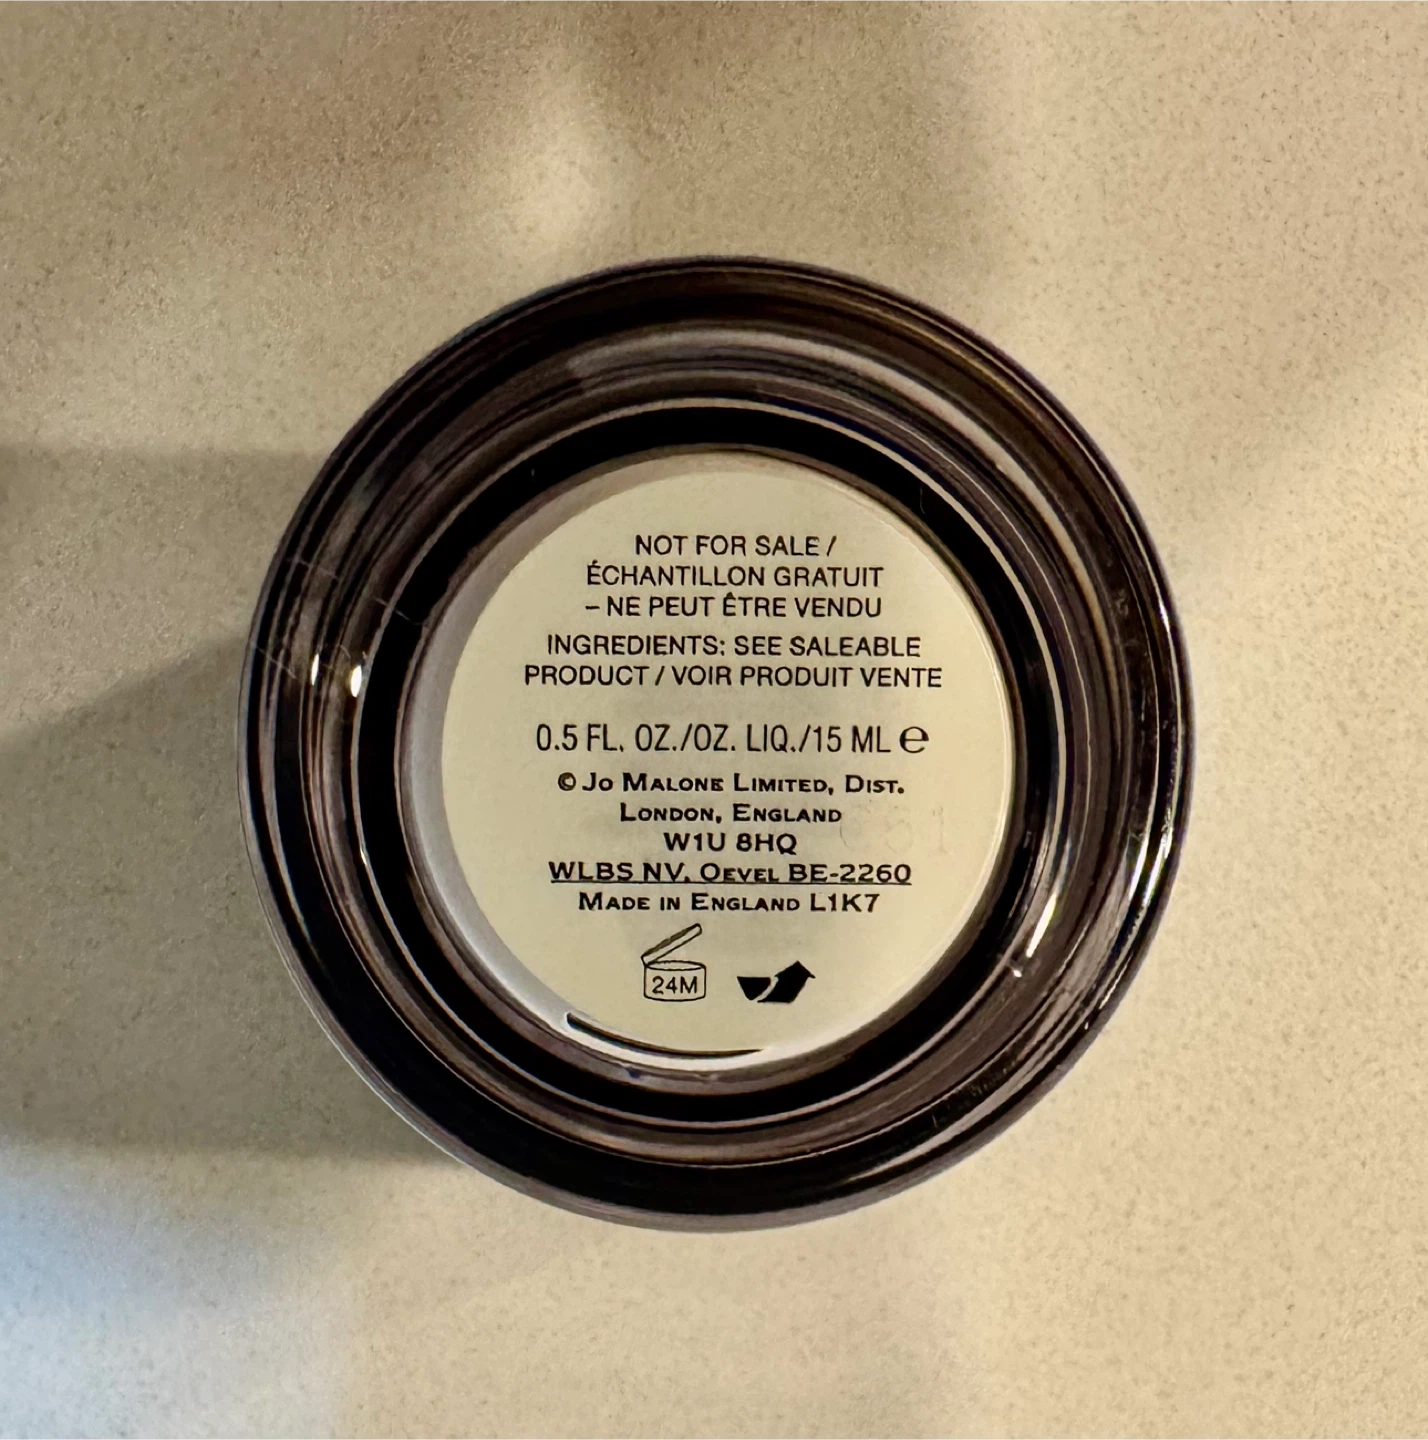 NOT FOR SALE /
ÉCHANTILLON GRATUIT
– NE PEUT ÊTRE VENDU
INGREDIENTS: SEE SALEABLE
PRODUCT / VOIR PRODUIT VENTE
0.5 FL. OZ./OZ. LIQ./15 ML ℮
© Jo Malone Limited, Dist.
London, England
W1U 8HQ
WLBS NV, Oevel BE-2260
Made in England L1K7
24M